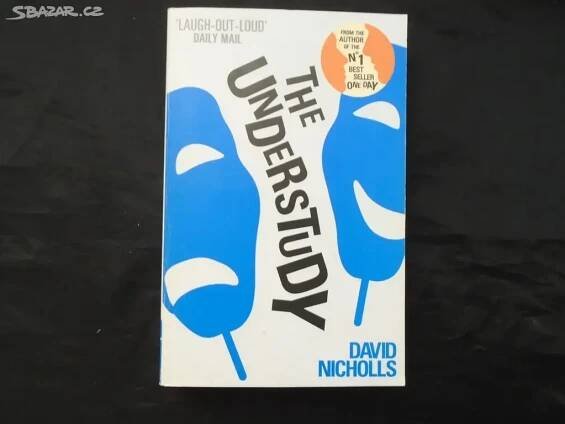 SBAZAR.CZ
'LAUGH-OUT-LOUD'
DAILY MAIL
FROM THE
AUTHOR
OF THE
Nº1
BEST
SELLER
ONE DAY
THE
UNDERSTUDY
DAVID
NICHOLLS